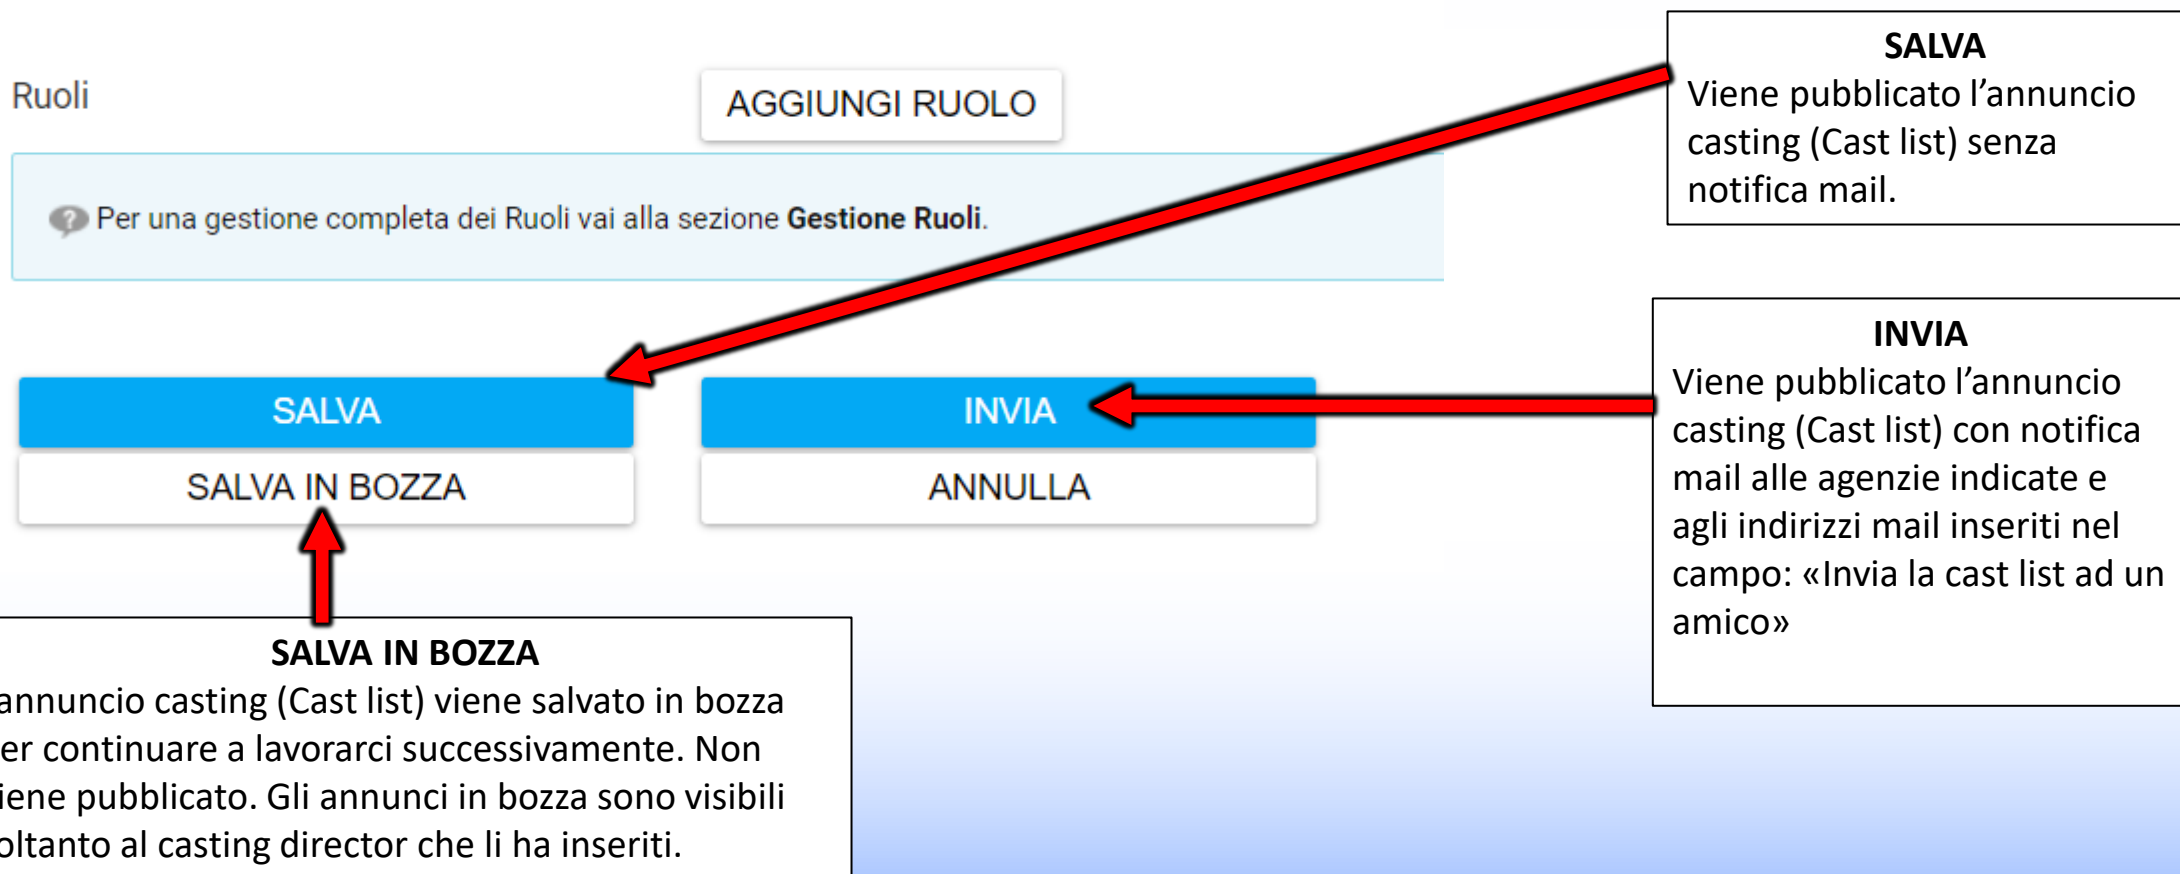 Ruoli
AGGIUNGI RUOLO
Per una gestione completa dei Ruoli vai alla sezione Gestione Ruoli.
SALVA
INVIA
SALVA IN BOZZA
ANNULLA
SALVA
Viene pubblicato l’annuncio
casting (Cast list) senza
notifica mail.
INVIA
Viene pubblicato l’annuncio
casting (Cast list) con notifica
mail alle agenzie indicate e
agli indirizzi mail inseriti nel
campo: «Invia la cast list ad un
amico»
SALVA IN BOZZA
annuncio casting (Cast list) viene salvato in bozza
er continuare a lavorarci successivamente. Non
iene pubblicato. Gli annunci in bozza sono visibili
oltanto al casting director che li ha inseriti.